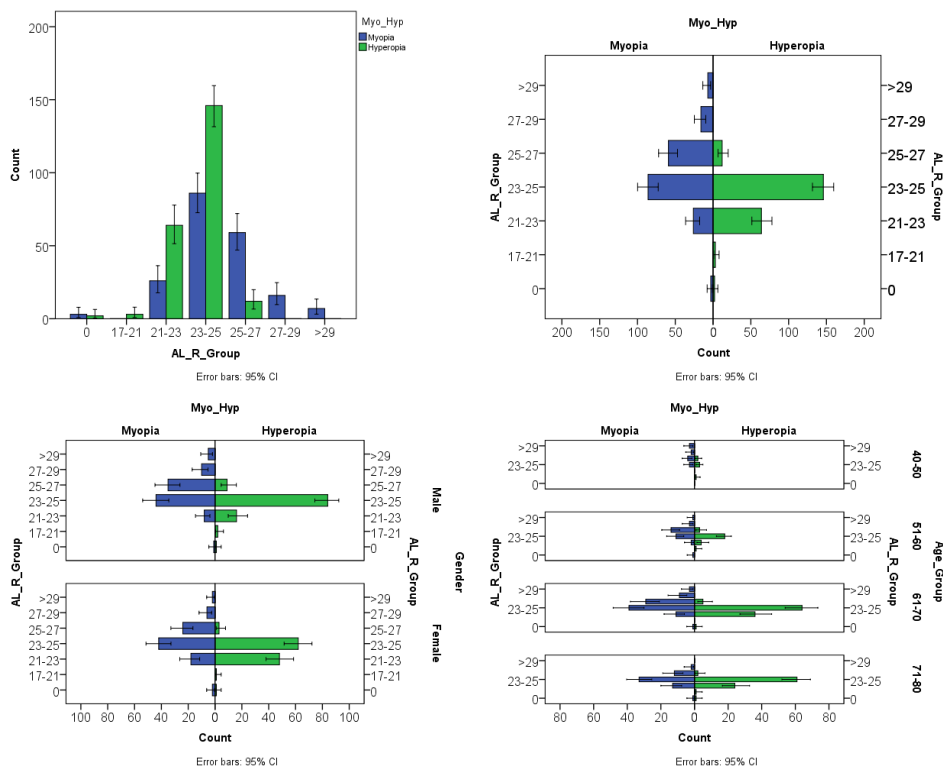 Myo_Hyp
Myopia
Hyperopia
200
150
100
50
0
Count
0 17-21 21-23 23-25 25-27 27-29 >29
AL_R_Group
Error bars: 95% CI
Myo_Hyp
Myopia Hyperopia
>29 >29
27-29 27-29
25-27 25-27
23-25 23-25
21-23 21-23
17-21 17-21
0 0
AL_R_Group AL_R_Group
200 150 100 50 0 50 100 150 200
Count
Error bars: 95% CI
Myo_Hyp
Myopia Hyperopia
>29 >29
27-29 27-29
25-27 25-27
23-25 23-25
21-23 21-23
17-21 17-21
0 0
AL_R_Group Male
>29 >29
27-29 27-29
25-27 25-27
23-25 23-25
21-23 21-23
17-21 17-21
0 0
AL_R_Group Female
AL_R_Group
Gender
100 80 60 40 20 0 20 40 60 80 100
Count
Error bars: 95% CI
Myo_Hyp
Myopia Hyperopia
>29 >29
23-25 23-25
0 0
40-50
>29 >29
23-25 23-25
0 0
51-60
>29 >29
23-25 23-25
0 0
61-70
>29 >29
23-25 23-25
0 0
71-80
AL_R_Group AL_R_Group
Age_Group
80 60 40 20 0 20 40 60 80
Count
Error bars: 95% CI